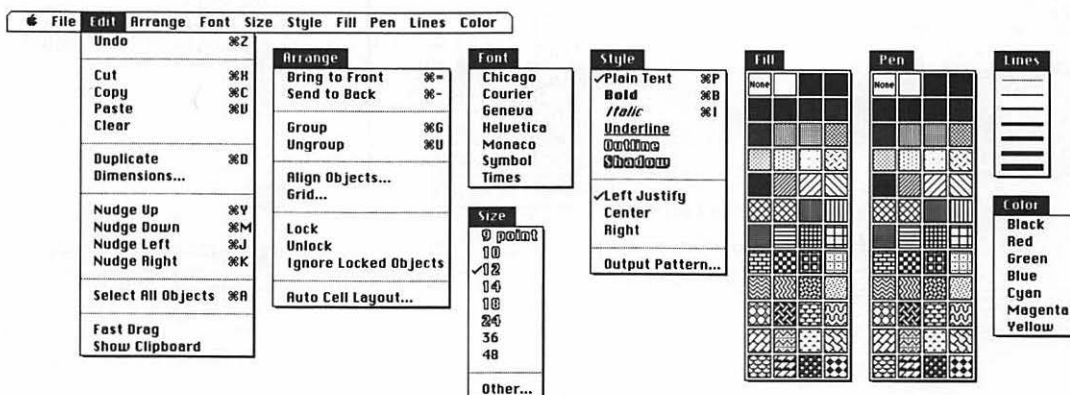 File Edit Arrange Font Size Style Fill Pen Lines Color
Undo ⌘Z
Cut ⌘X
Copy ⌘C
Paste ⌘V
Clear
Duplicate ⌘D
Dimensions...
Nudge Up ⌘Y
Nudge Down ⌘M
Nudge Left ⌘J
Nudge Right ⌘K
Select All Objects ⌘A
Fast Drag
Show Clipboard
Arrange
Bring to Front ⌘=
Send to Back ⌘-
Group ⌘G
Ungroup ⌘U
Align Objects...
Grid...
Lock
Unlock
Ignore Locked Objects
Auto Cell Layout...
Font
Chicago
Courier
Geneva
Helvetica
Monaco
Symbol
Times
Size
9 point
10
✓12
14
18
24
36
48
Other...
Style
✓Plain Text ⌘P
Bold ⌘B
Italic ⌘I
Underline
Outline
Shadow
✓Left Justify
Center
Right
Output Pattern...
Fill
None
Pen
None
Lines
Color
Black
Red
Green
Blue
Cyan
Magenta
Yellow